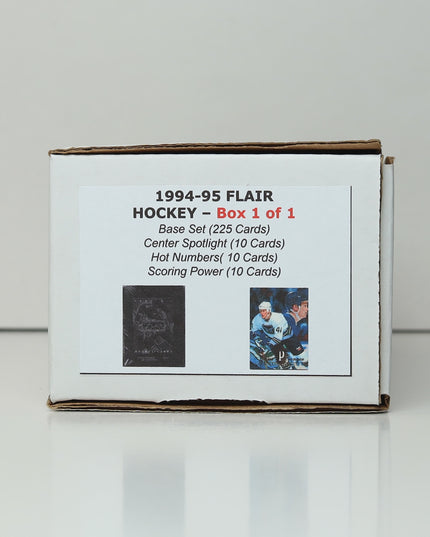 1994-95 FLAIR
HOCKEY – Box 1 of 1
Base Set (225 Cards)
Center Spotlight (10 Cards)
Hot Numbers( 10 Cards)
Scoring Power (10 Cards)